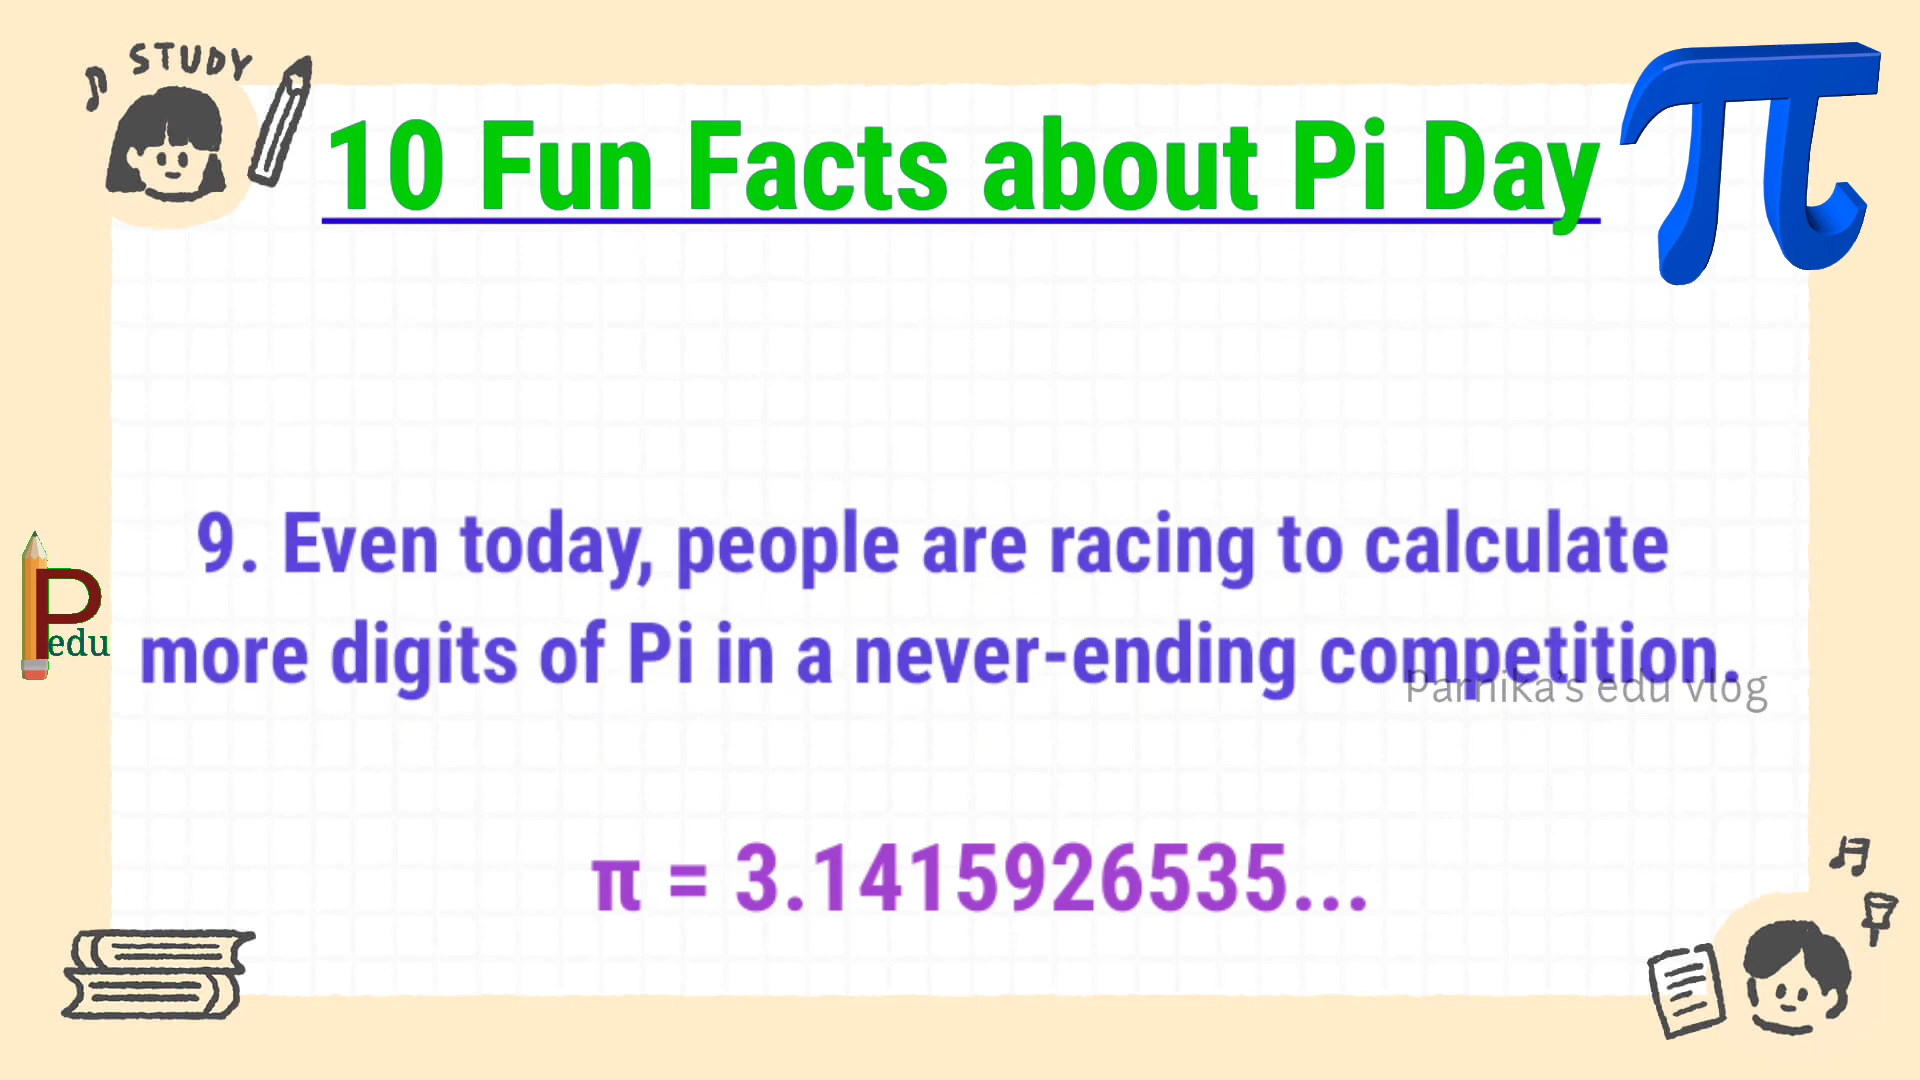 STUDY
10 Fun Facts about Pi Day
π
9. Even today, people are racing to calculate
more digits of Pi in a never-ending competition.
P
edu
Parnika's edu vlog
π = 3.1415926535...